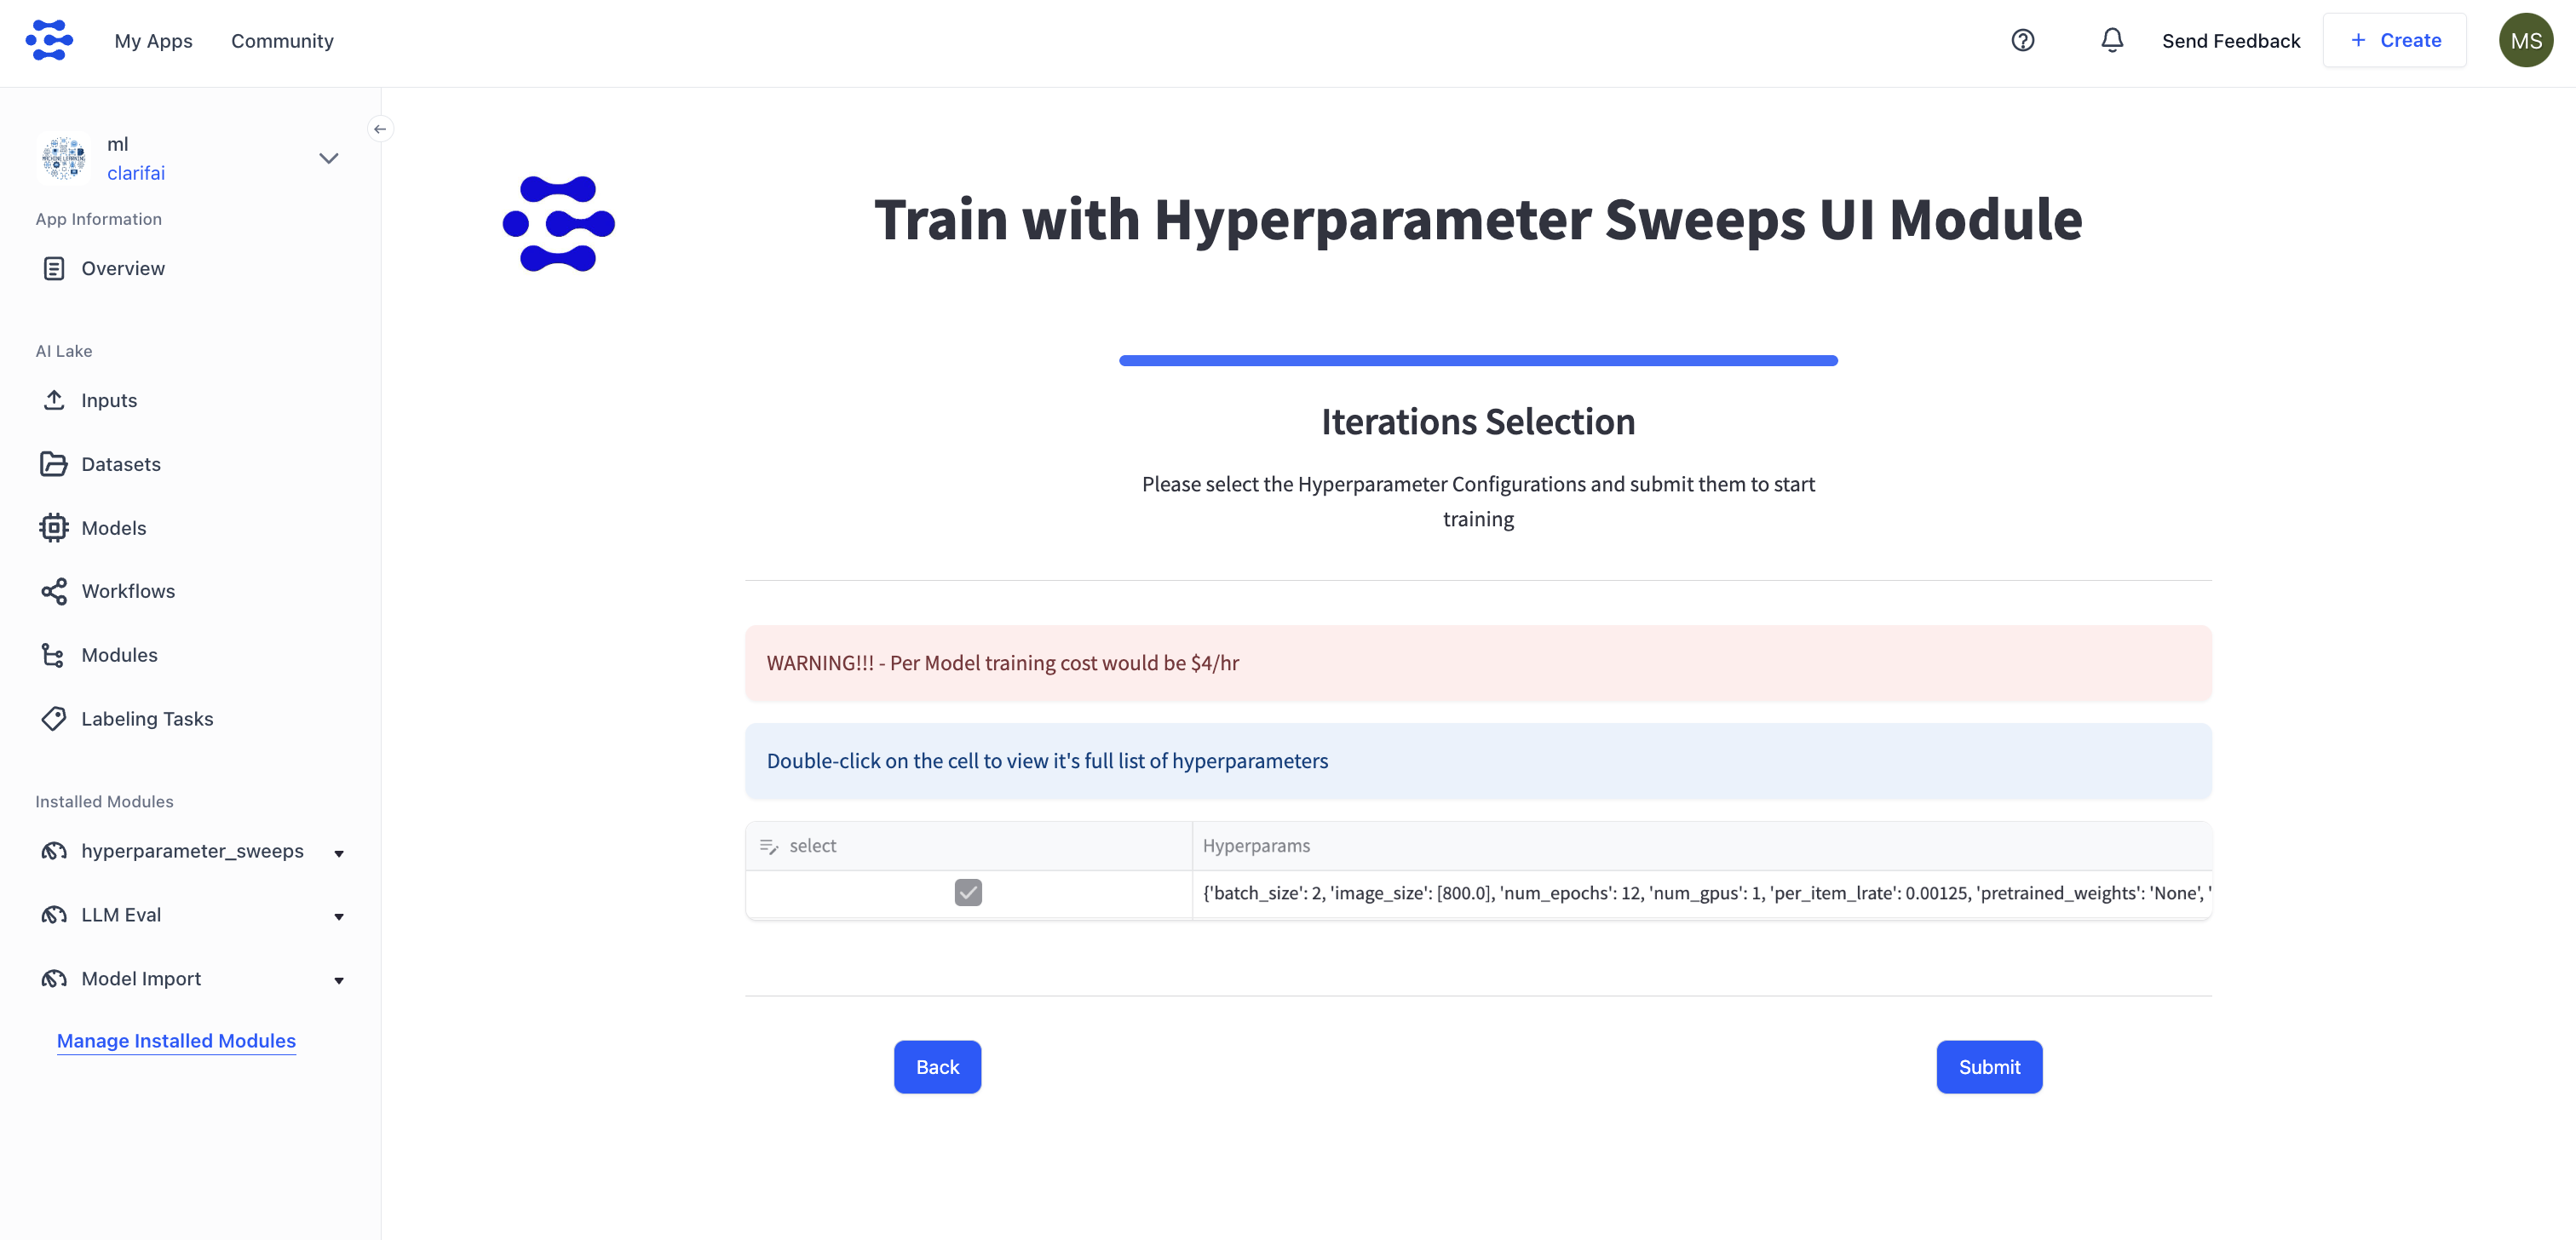 My Apps
Community
Send Feedback
+ Create
MS
ml
clarifai
App Information
Overview
AI Lake
Inputs
Datasets
Models
Workflows
Modules
Labeling Tasks
Installed Modules
hyperparameter_sweeps
LLM Eval
Model Import
Manage Installed Modules
Train with Hyperparameter Sweeps UI Module
Iterations Selection
Please select the Hyperparameter Configurations and submit them to start
training
WARNING!!! - Per Model training cost would be $4/hr
Double-click on the cell to view it's full list of hyperparameters
select
Hyperparams
{'batch_size': 2, 'image_size': [800.0], 'num_epochs': 12, 'num_gpus': 1, 'per_item_lrate': 0.00125, 'pretrained_weights': 'None', '
Back
Submit